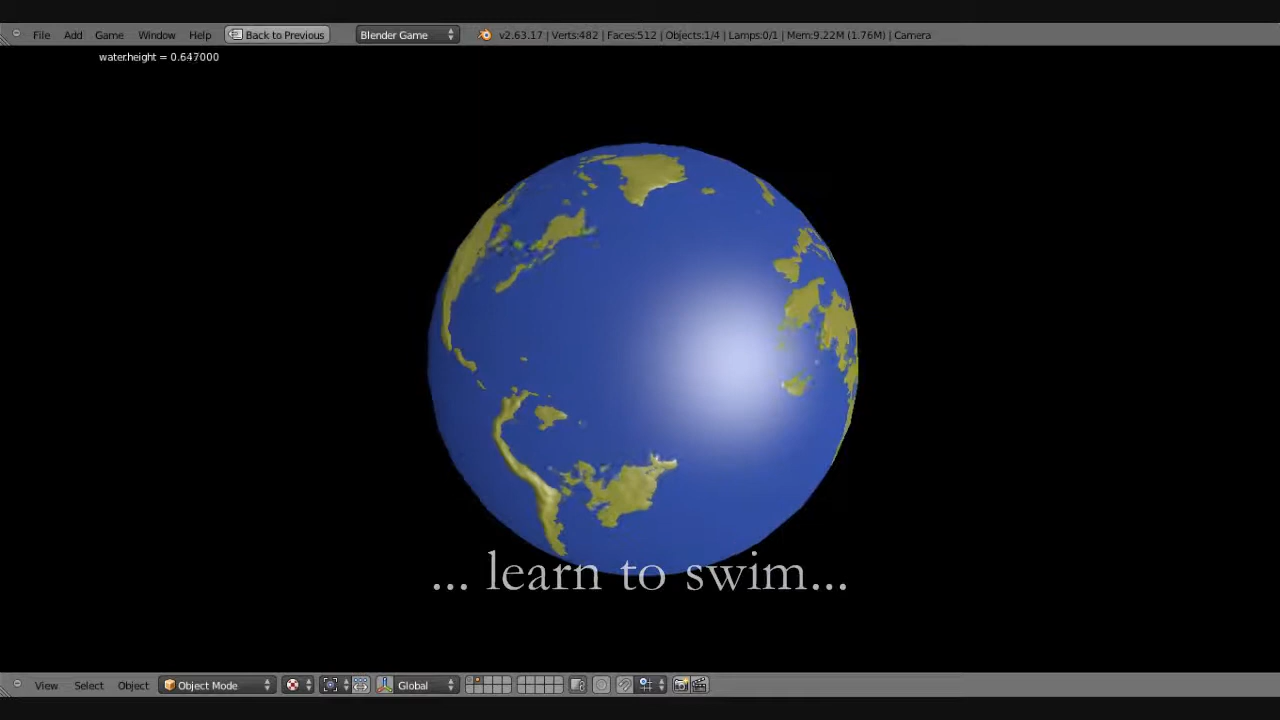 File Add Game Window Help Back to Previous Blender Game v2.63.17 | Verts:482 | Faces:512 | Objects:1/4 | Lamps:0/1 | Mem:9.22M (1.76M) | Camera
water.height = 0.647000
... learn to swim...
View Select Object Object Mode Global